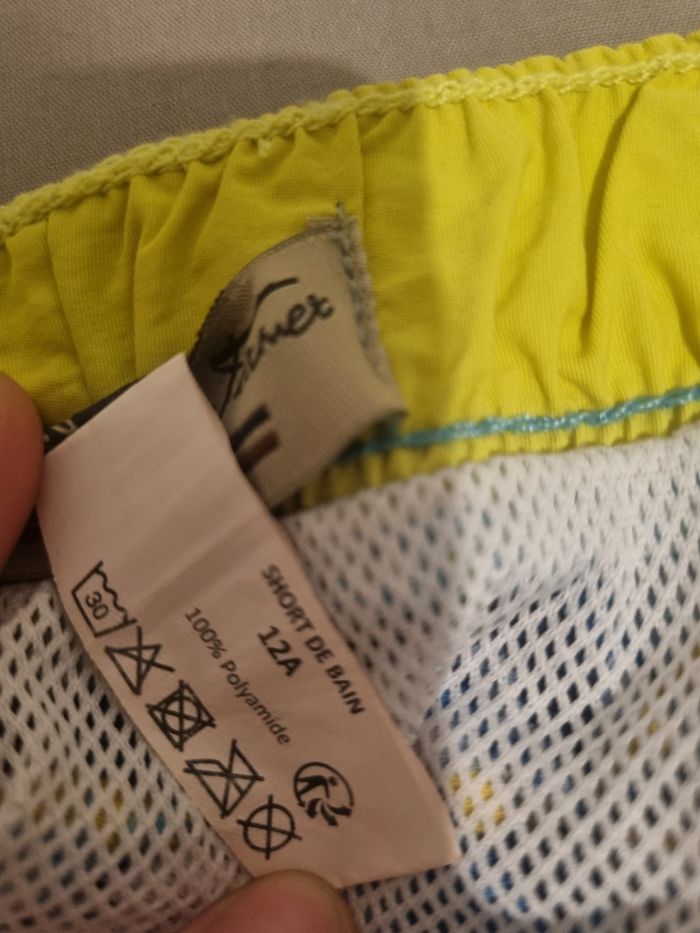 30
SHORT DE BAIN
12A
100% Polyamide